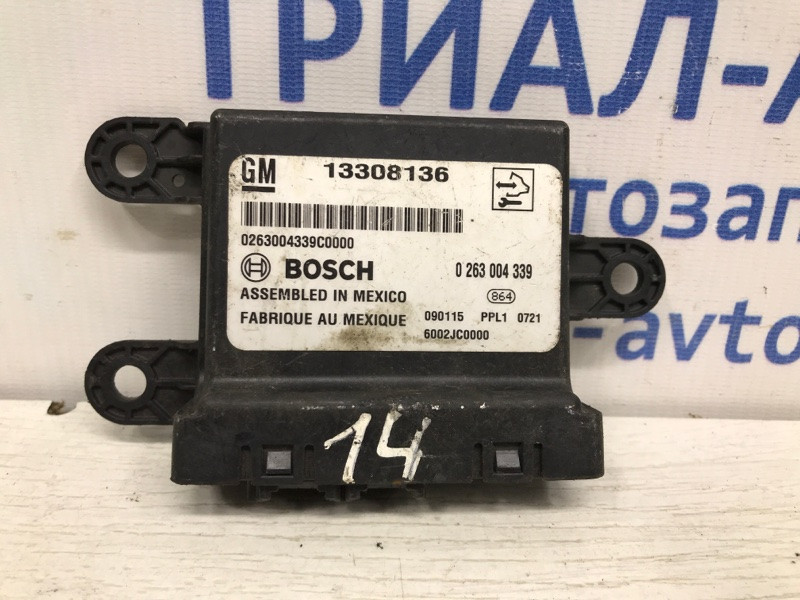 ТРИАЛ-А
автозап
-avto
GM 13308136
0263004339C0000
BOSCH 0 263 004 339
ASSEMBLED IN MEXICO 864
FABRIQUE AU MEXIQUE 090115 PPL1 0721
6002JC0000
14